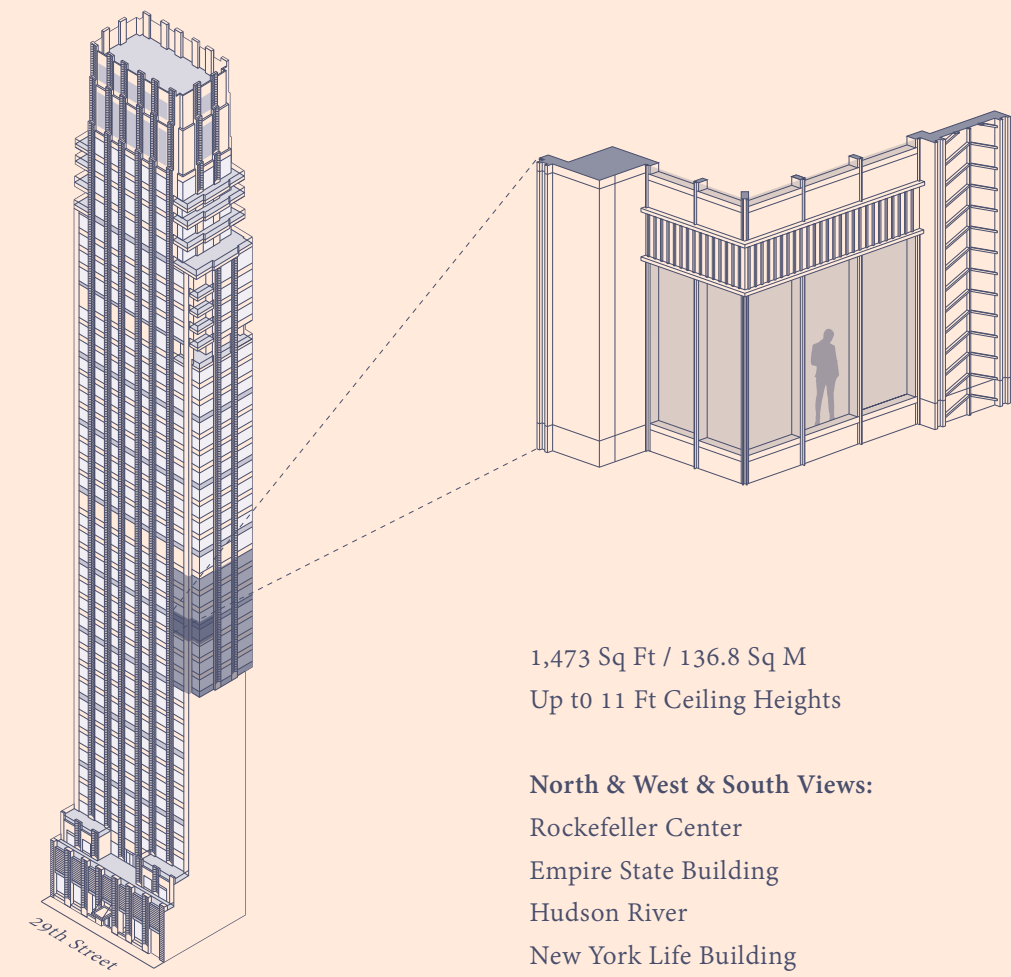 1,473 Sq Ft / 136.8 Sq M
Up t0 11 Ft Ceiling Heights
North & West & South Views:
Rockefeller Center
Empire State Building
Hudson River
New York Life Building
29th Street